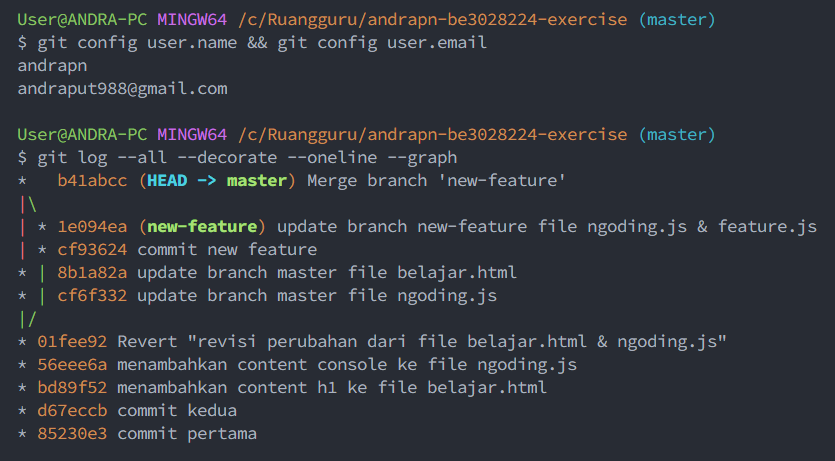 User@ANDRA-PC MINGW64 /c/Ruangguru/andrapn-be3028224-exercise (master)
$ git config user.name && git config user.email
andrapn
andraput988@gmail.com
User@ANDRA-PC MINGW64 /c/Ruangguru/andrapn-be3028224-exercise (master)
$ git log --all --decorate --oneline --graph
*   b41abcc (HEAD -> master) Merge branch 'new-feature'
|\
| * 1e094ea (new-feature) update branch new-feature file ngoding.js & feature.js
| * cf93624 commit new feature
* | 8b1a82a update branch master file belajar.html
* | cf6f332 update branch master file ngoding.js
|/
* 01fee92 Revert "revisi perubahan dari file belajar.html & ngoding.js"
* 56eee6a menambahkan content console ke file ngoding.js
* bd89f52 menambahkan content h1 ke file belajar.html
* d67eccb commit kedua
* 85230e3 commit pertama